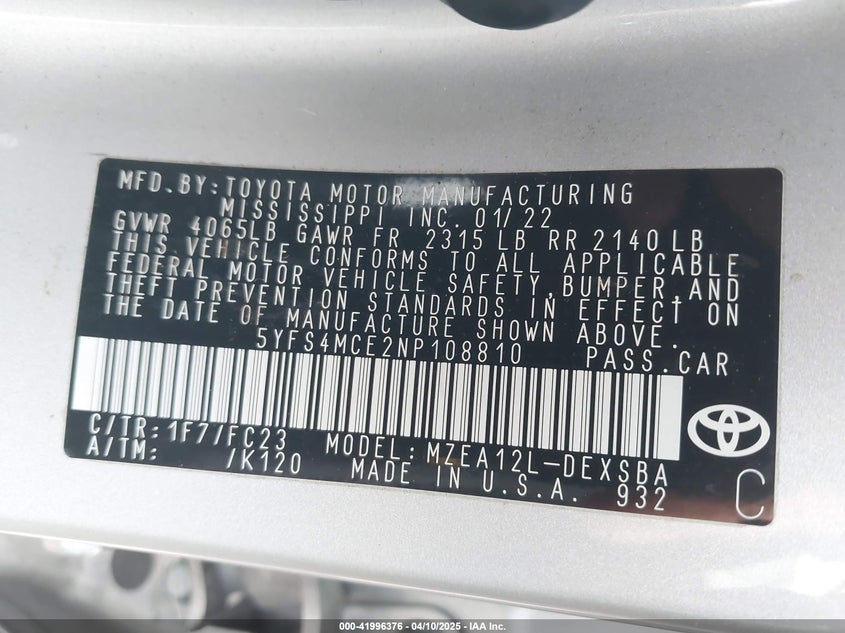 MFD.BY:TOYOTA MOTOR MANUFACTURING
MISSISSIPPI INC. 01/22
GVWR 4065LB GAWR FR 2315 LB RR 2140 LB
THIS VEHICLE CONFORMS TO ALL APPLICABLE
FEDERAL MOTOR VEHICLE SAFETY,BUMPER,AND
THEFT PREVENTION STANDARDS IN EFFECT ON
THE DATE OF MANUFACTURE SHOWN ABOVE.
5YFS4MCE2NP108810 PASS.CAR
C/TR:1F7/FC23 MODEL:MZEA12L-DEXSBA
A/TM: /K120 MADE IN U.S.A. 932
C
000-41996376 | 04/10/2025 | IAA Inc.